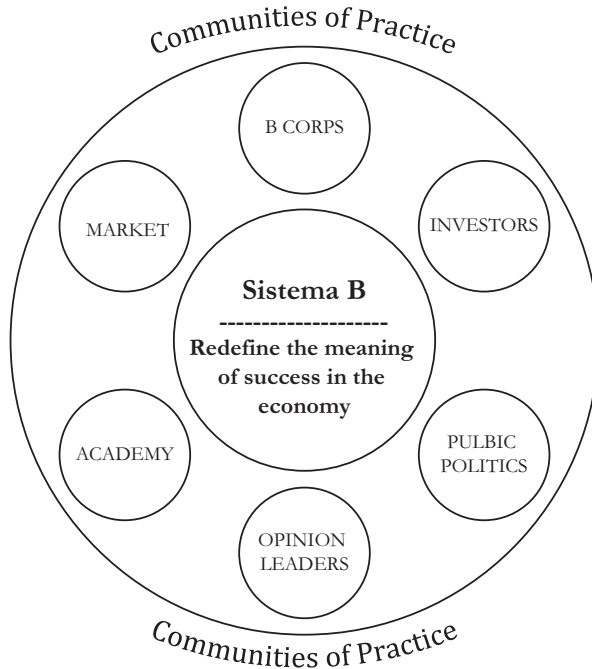 Communities of Practice
B CORPS
MARKET
INVESTORS
Sistema B
---------------------
Redefine the meaning
of success in the
economy
ACADEMY
PULBIC
POLITICS
OPINION
LEADERS
Communities of Practice